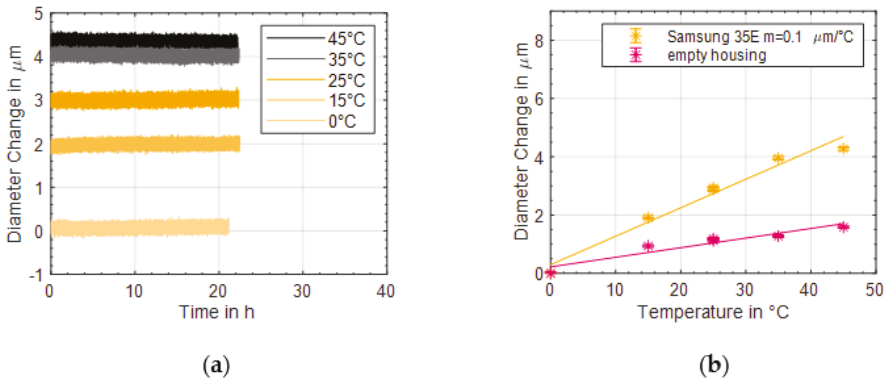 5
4
3
2
1
0
-1
Diameter Change in μm
45°C
35°C
25°C
15°C
0°C
0 10 20 30 40
Time in h
(a)
8
6
4
2
0
Diameter Change in μm
Samsung 35E m=0.1 μm/°C
empty housing
0 10 20 30 40 50
Temperature in °C
(b)